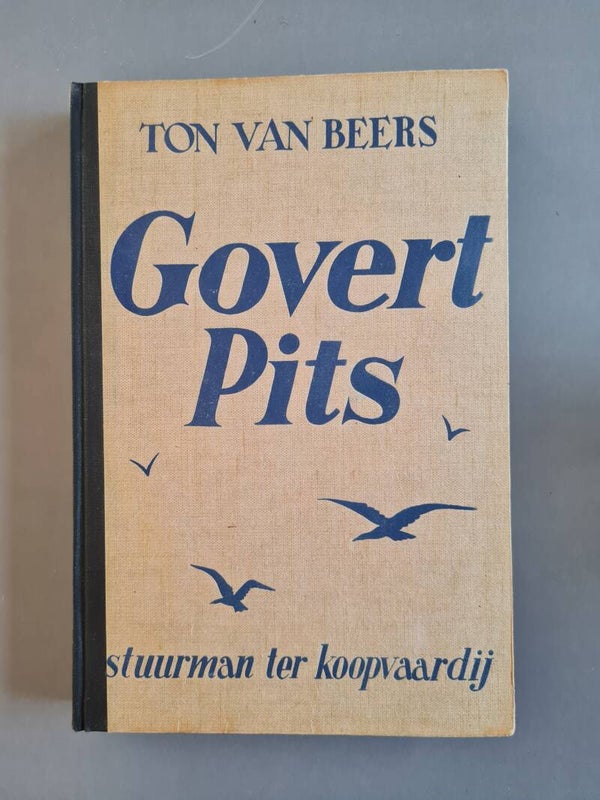 TON VAN BEERS
Govert
Pits
stuurman ter koopvaardij